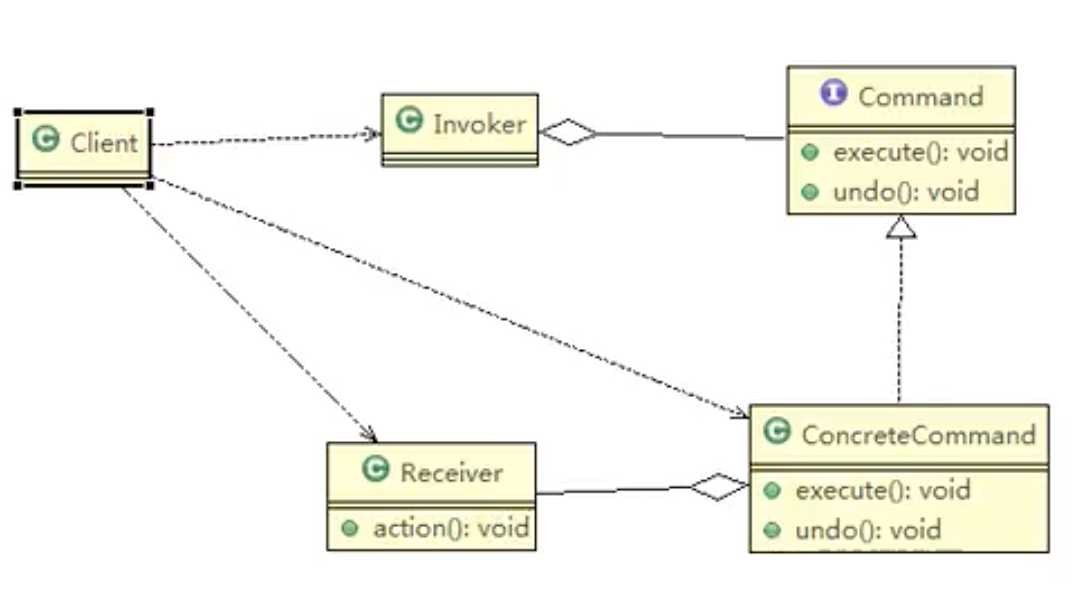 Client
Invoker
Command
execute(): void
undo(): void
Receiver
action(): void
ConcreteCommand
execute(): void
undo(): void